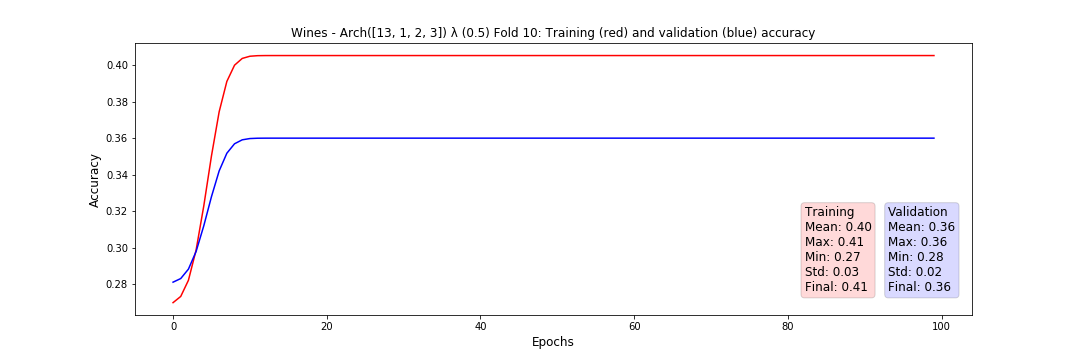 Wines - Arch([13, 1, 2, 3]) λ (0.5) Fold 10: Training (red) and validation (blue) accuracy
Accuracy
0.40
0.38
0.36
0.34
0.32
0.30
0.28
Training
Mean: 0.40
Max: 0.41
Min: 0.27
Std: 0.03
Final: 0.41
Validation
Mean: 0.36
Max: 0.36
Min: 0.28
Std: 0.02
Final: 0.36
0
20
40
60
80
100
Epochs